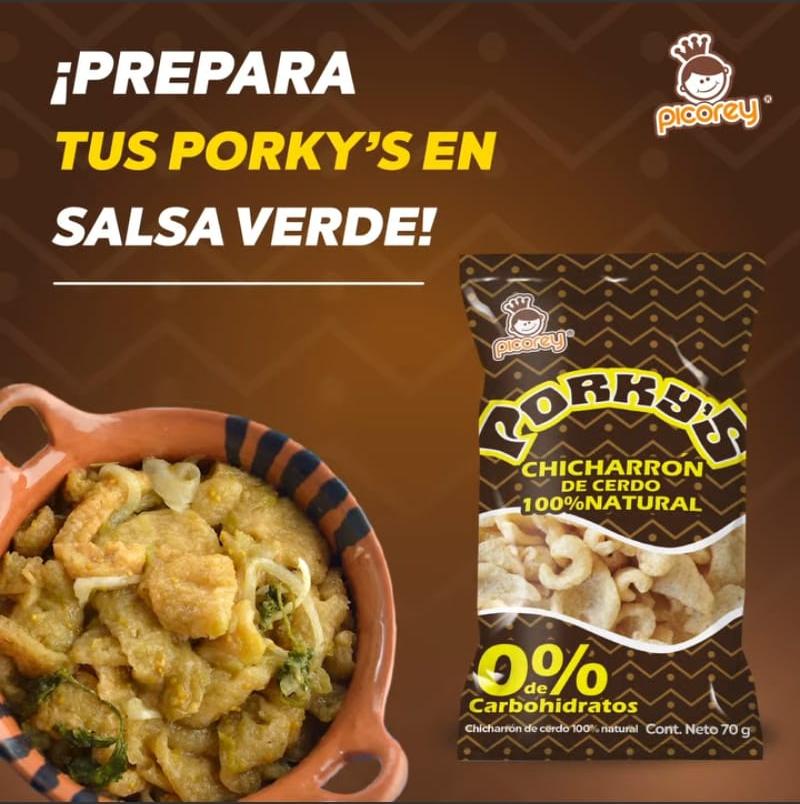 ¡PREPARA
TUS PORKY'S EN
SALSA VERDE!
picorey®
picorey®
PORKY'S
CHICHARRÓN
DE CERDO
100%NATURAL
0%
de
Carbohidratos
Chicharrón de cerdo 100% natural Cont. Neto 70 g